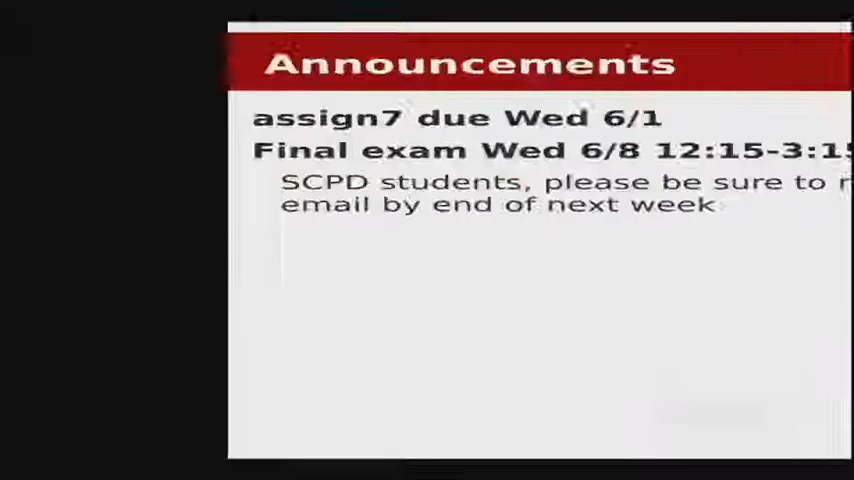 Announcements
assign7 due Wed 6/1
Final exam Wed 6/8 12:15-3:15
SCPD students, please be sure to
email by end of next week